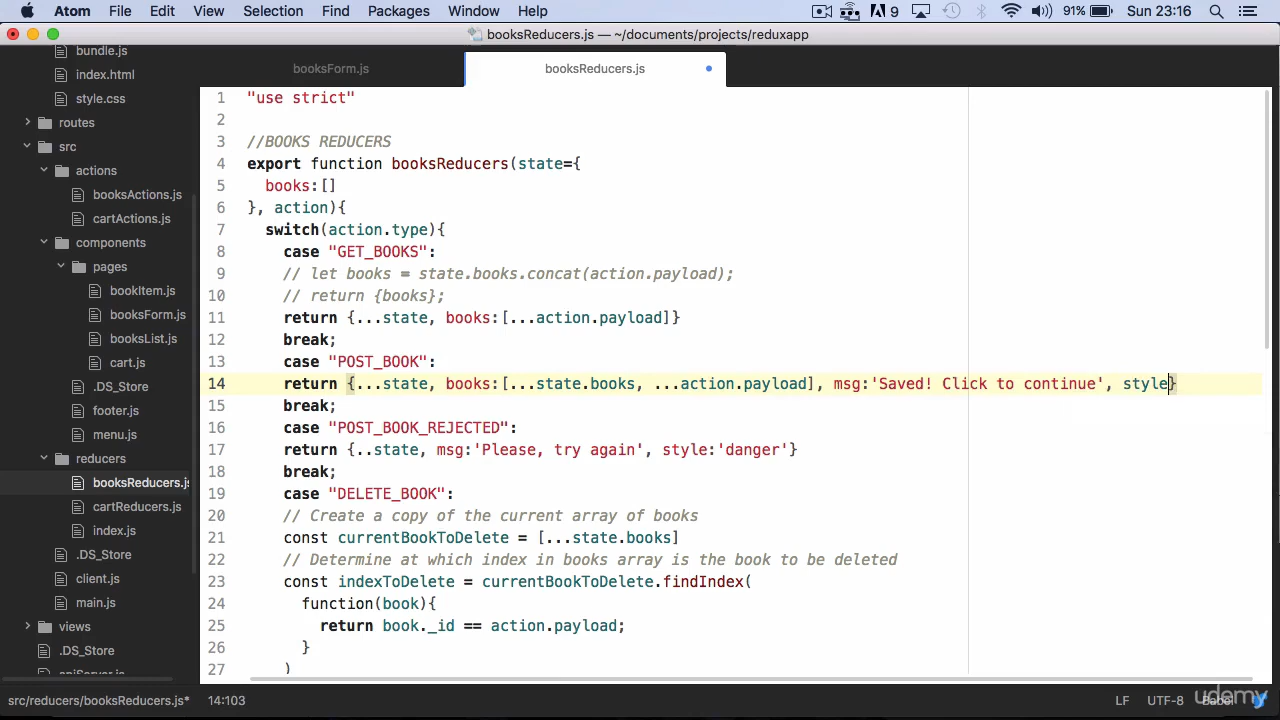 Atom File Edit View Selection Find Packages Window Help 9 91% Sun 23:16
booksReducers.js — ~/documents/projects/reduxapp
booksForm.js booksReducers.js
bundle.js
index.html
style.css
routes
src
actions
booksActions.js
cartActions.js
components
pages
bookItem.js
booksForm.js
booksList.js
cart.js
.DS_Store
footer.js
menu.js
reducers
booksReducers.js
cartReducers.js
index.js
.DS_Store
client.js
main.js
views
.DS_Store
apiServer.js
1 "use strict"
2
3 //BOOKS REDUCERS
4 export function booksReducers(state={
5 books:[]
6 }, action){
7 switch(action.type){
8 case "GET_BOOKS":
9 // let books = state.books.concat(action.payload);
10 // return {books};
11 return {...state, books:[...action.payload]}
12 break;
13 case "POST_BOOK":
14 return {...state, books:[...state.books, ...action.payload], msg:'Saved! Click to continue', style}
15 break;
16 case "POST_BOOK_REJECTED":
17 return {..state, msg:'Please, try again', style:'danger'}
18 break;
19 case "DELETE_BOOK":
20 // Create a copy of the current array of books
21 const currentBookToDelete = [...state.books]
22 // Determine at which index in books array is the book to be deleted
23 const indexToDelete = currentBookToDelete.findIndex(
24 function(book){
25 return book._id == action.payload;
26 }
27 )
src/reducers/booksReducers.js* 14:103 LF UTF-8 Babel
udemy